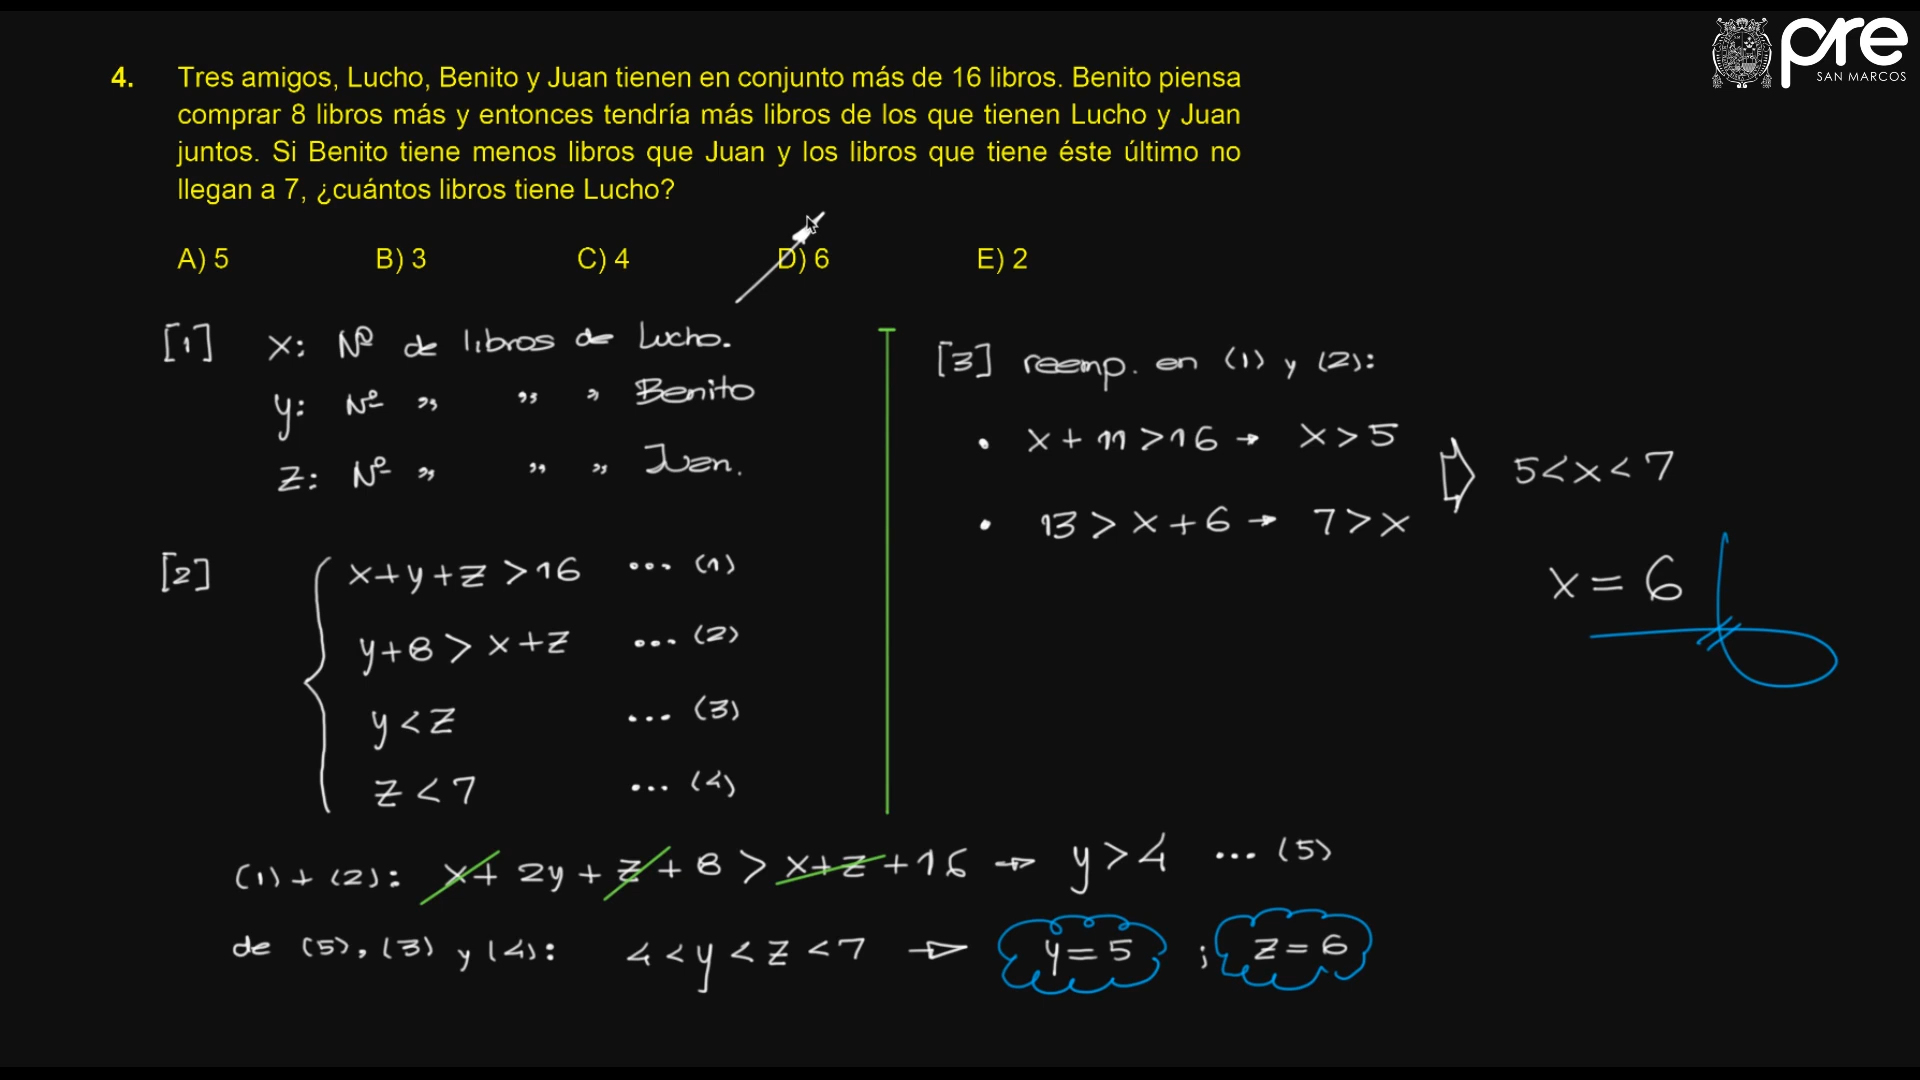 pre
SAN MARCOS
4. Tres amigos, Lucho, Benito y Juan tienen en conjunto más de 16 libros. Benito piensa
comprar 8 libros más y entonces tendría más libros de los que tienen Lucho y Juan
juntos. Si Benito tiene menos libros que Juan y los libros que tiene éste último no
llegan a 7, ¿cuántos libros tiene Lucho?
A) 5 B) 3 C) 4 D) 6 E) 2
[1] x: Nº de libros de Lucho.
y: Nº " " " Benito
z: Nº " " " Juan.
[2] x+y+z >16 ... (1)
y+8 > x+z ... (2)
y < z ... (3)
z < 7 ... (4)
[3] reemp. en (1) y (2):
• x + 11 >16 → x > 5
• 13 > x + 6 → 7 > x
⇒ 5 < x < 7
x = 6
(1) + (2): x + 2y + z + 8 > x+z +16 → y > 4 ... (5)
de (5), (3) y (4): 4 < y < z < 7 → y = 5 ; z = 6